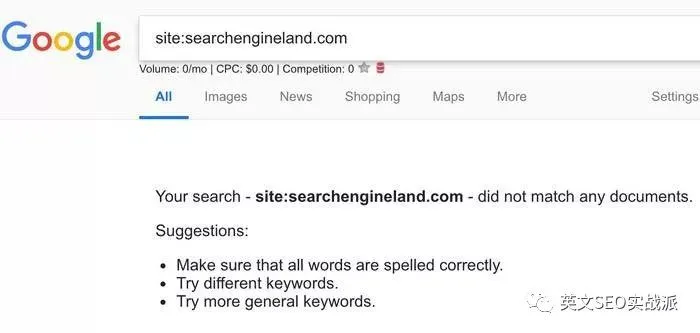 Google
site:searchengineland.com
Volume: 0/mo | CPC: $0.00 | Competition: 0
All Images News Shopping Maps More Settings
Your search - site:searchengineland.com - did not match any documents.
Suggestions:
• Make sure that all words are spelled correctly.
• Try different keywords.
• Try more general keywords.
英文SEO实战派